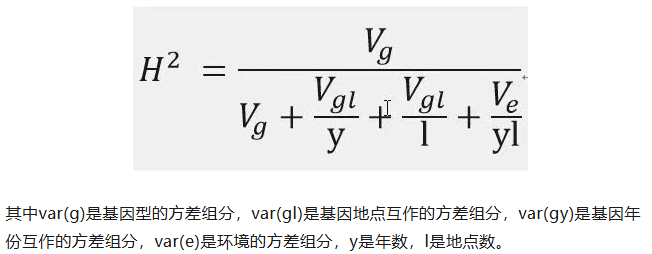 H² = V_g / (V_g + V_gl/y + V_gl/l + V_e/yl)
其中var(g)是基因型的方差组分，var(gl)是基因地点互作的方差组分，var(gy)是基因年
份互作的方差组分，var(e)是环境的方差组分，y是年数，l是地点数。